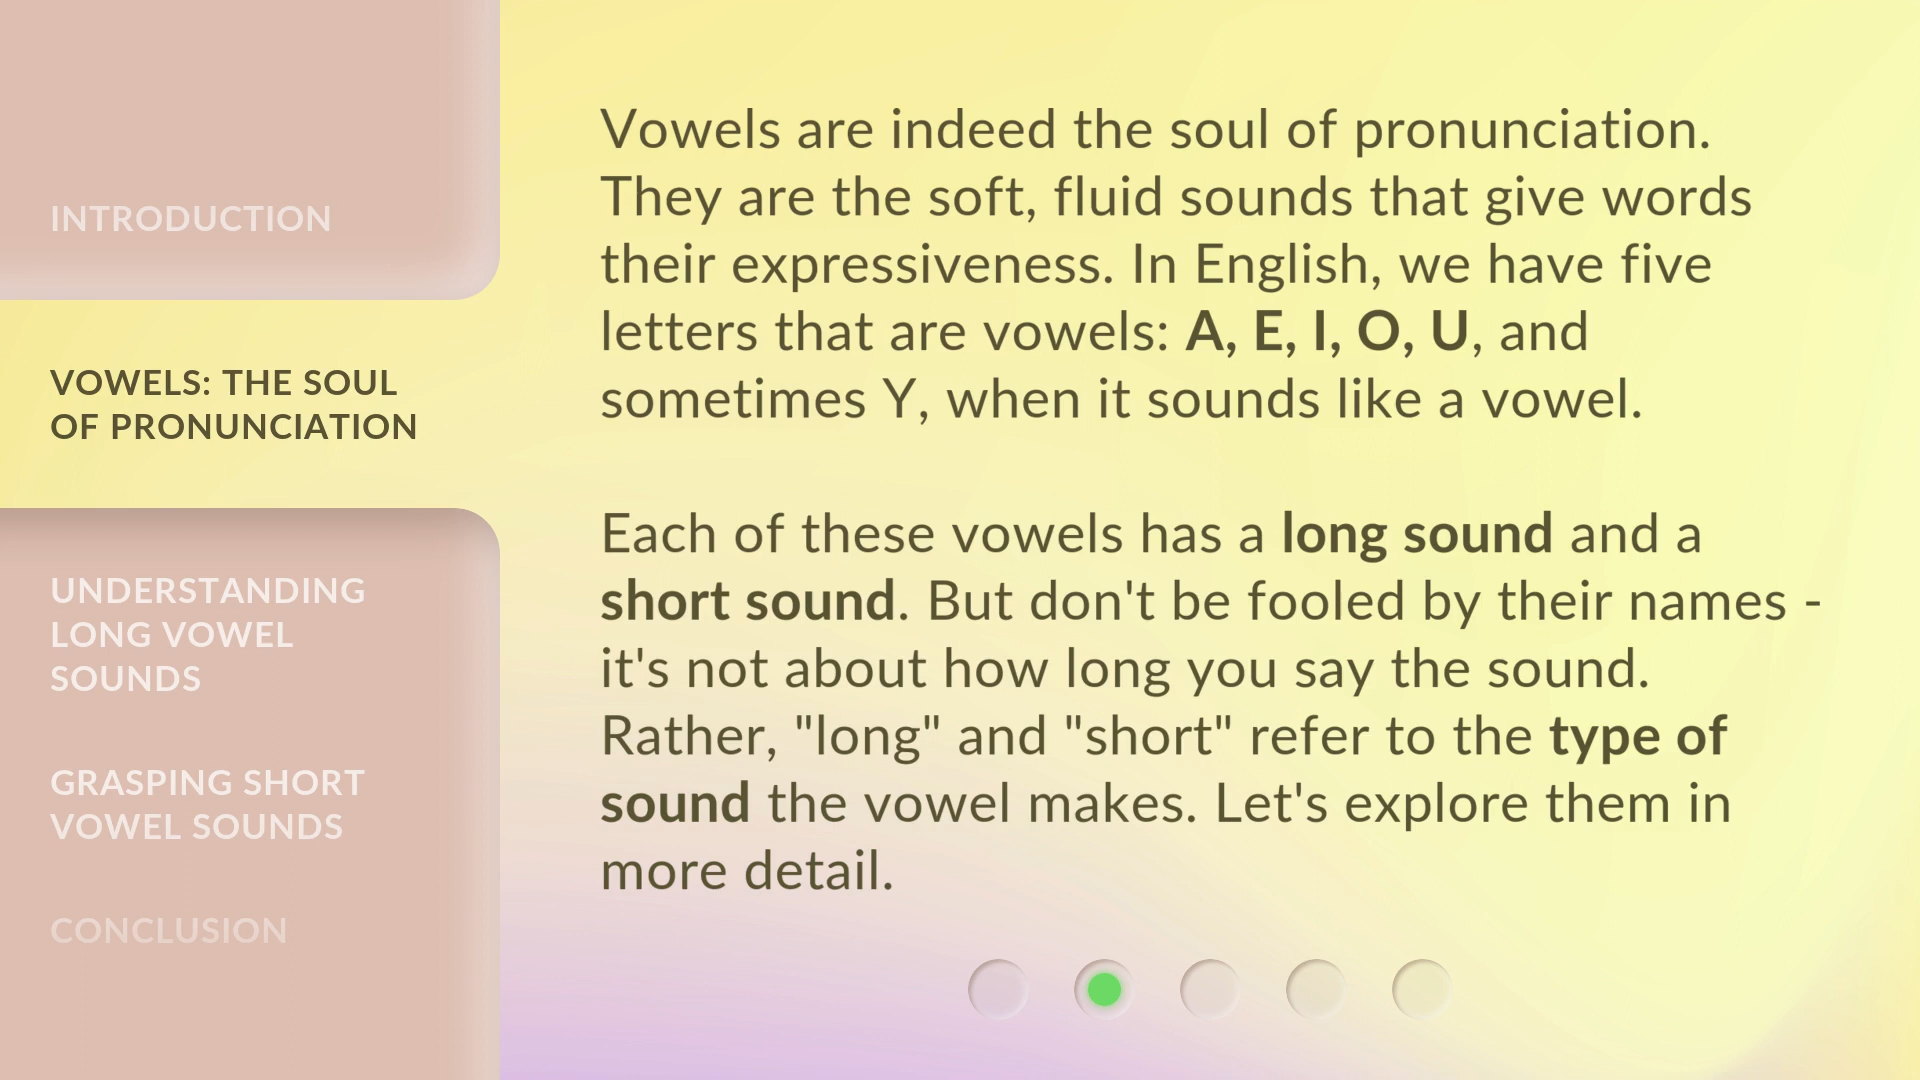 INTRODUCTION
VOWELS: THE SOUL
OF PRONUNCIATION
UNDERSTANDING
LONG VOWEL
SOUNDS
GRASPING SHORT
VOWEL SOUNDS
CONCLUSION
Vowels are indeed the soul of pronunciation.
They are the soft, fluid sounds that give words
their expressiveness. In English, we have five
letters that are vowels: A, E, I, O, U, and
sometimes Y, when it sounds like a vowel.
Each of these vowels has a long sound and a
short sound. But don't be fooled by their names -
it's not about how long you say the sound.
Rather, "long" and "short" refer to the type of
sound the vowel makes. Let's explore them in
more detail.